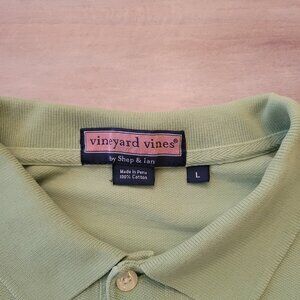 vineyard vines®
by Shep & Ian
Made in Peru
100% Cotton
L